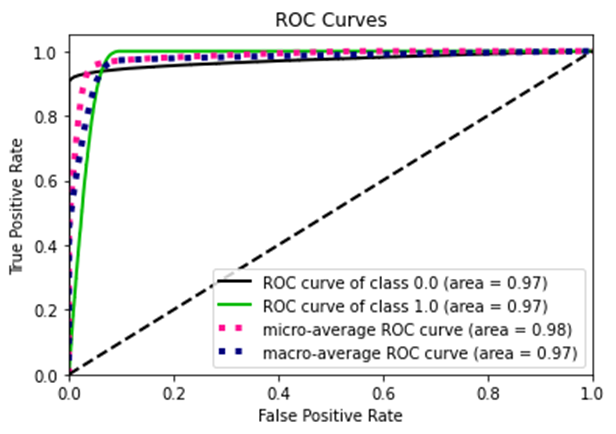 ROC Curves
True Positive Rate
1.0
0.8
0.6
0.4
0.2
0.0
ROC curve of class 0.0 (area = 0.97)
ROC curve of class 1.0 (area = 0.97)
micro-average ROC curve (area = 0.98)
macro-average ROC curve (area = 0.97)
0.0 0.2 0.4 0.6 0.8 1.0
False Positive Rate